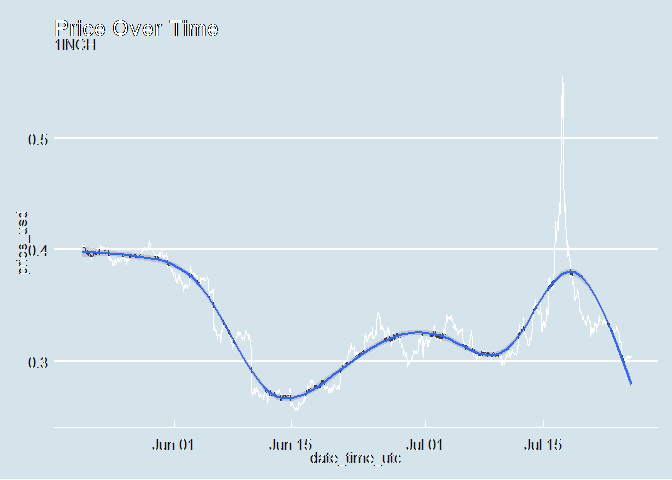 Price Over Time
1INCH
0.5
0.4
0.3
price_usd
Jun 01
Jun 15
Jul 01
Jul 15
date_time_utc